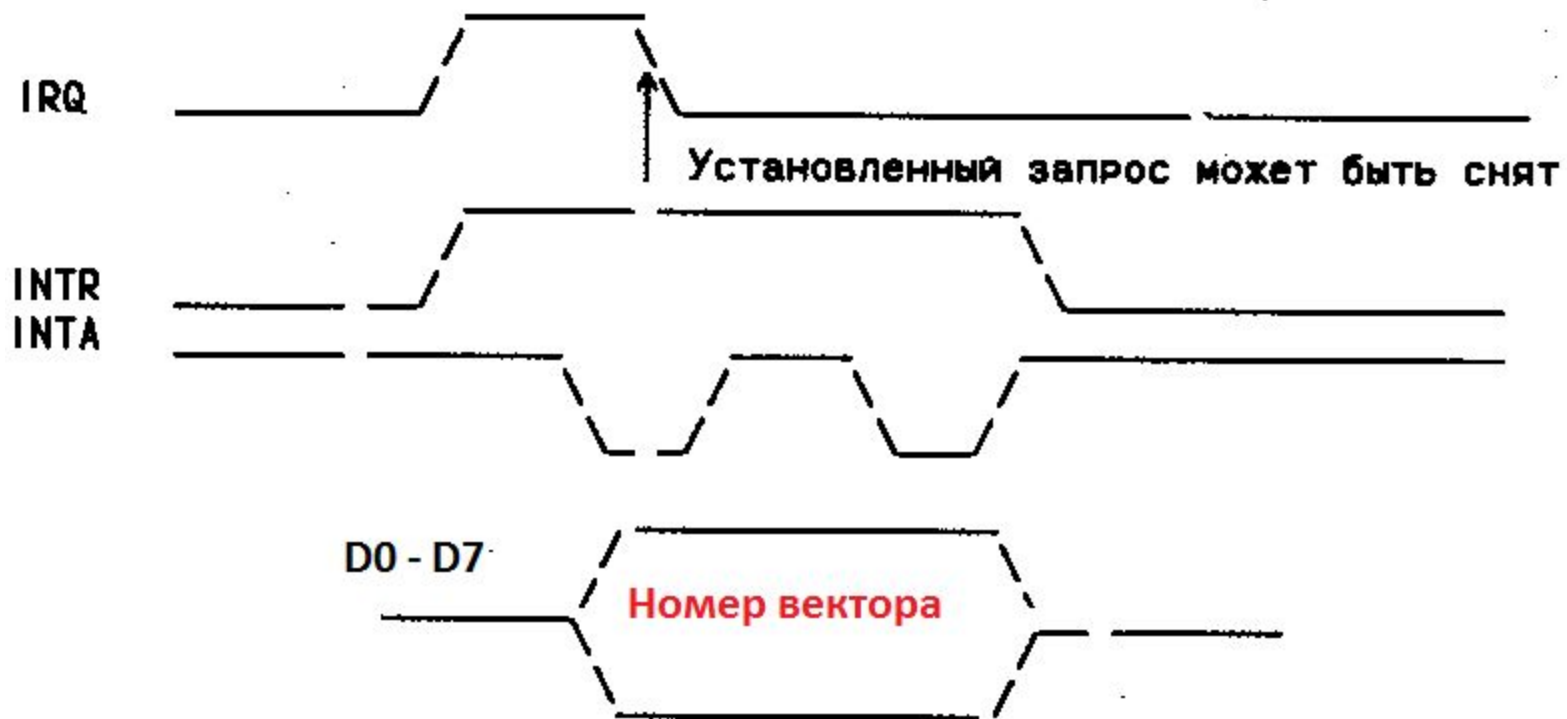 IRQ
Установленный запрос может быть снят
INTR
INTA
D0 - D7
Номер вектора